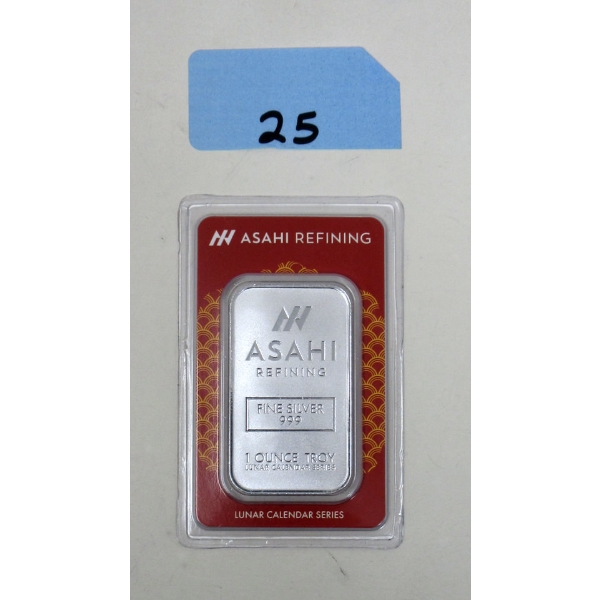 25
ASAHI REFINING
ASAHI
REFINING
FINE SILVER
999
1 OUNCE TROY
LUNAR CALENDAR SERIES
LUNAR CALENDAR SERIES